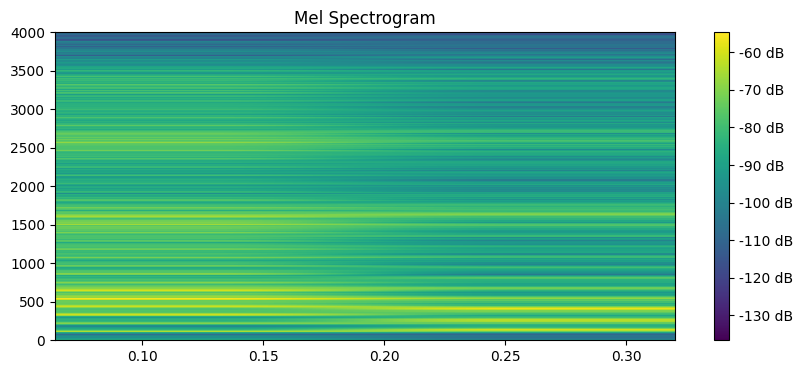 Mel Spectrogram
4000
3500
3000
2500
2000
1500
1000
500
0
0.10 0.15 0.20 0.25 0.30
-60 dB
-70 dB
-80 dB
-90 dB
-100 dB
-110 dB
-120 dB
-130 dB